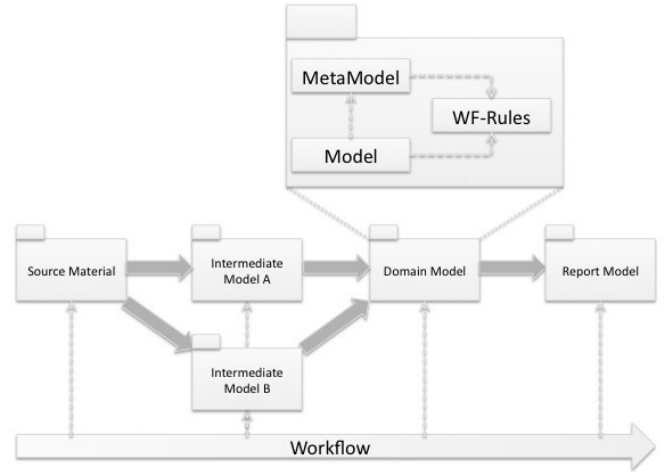 MetaModel
WF-Rules
Model
Source Material
Intermediate
Model A
Domain Model
Report Model
Intermediate
Model B
Workflow